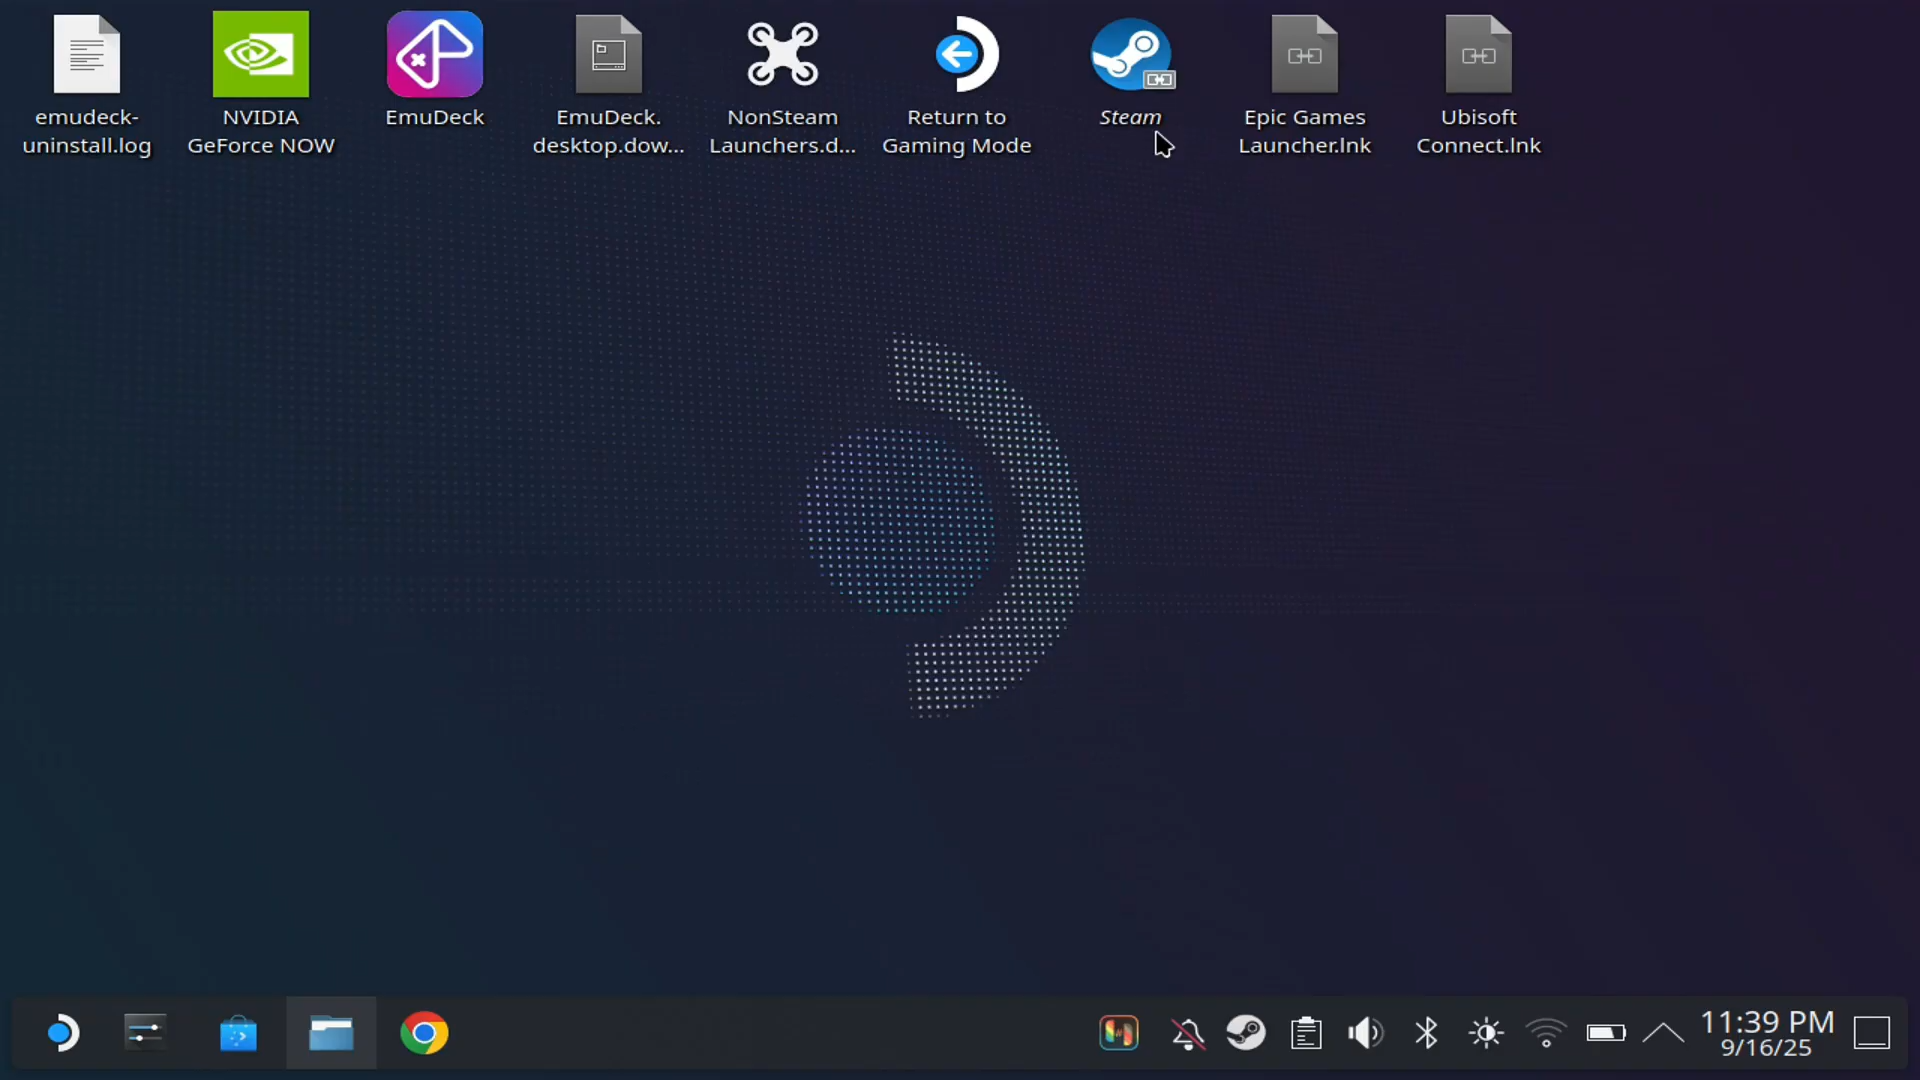 emudeck-
uninstall.log
NVIDIA
GeForce NOW
EmuDeck
EmuDeck.
desktop.dow...
NonSteam
Launchers.d...
Return to
Gaming Mode
Steam
Epic Games
Launcher.lnk
Ubisoft
Connect.lnk
11:39 PM
9/16/25